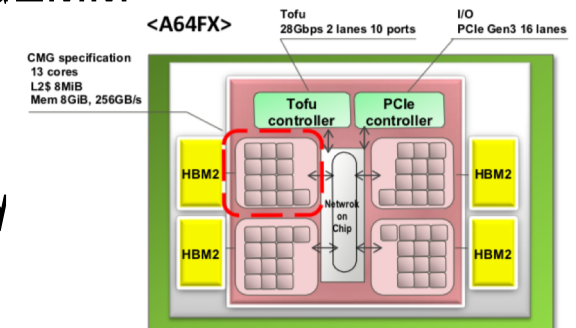 <A64FX>
Tofu
28Gbps 2 lanes 10 ports
I/O
PCIe Gen3 16 lanes
CMG specification
13 cores
L2$ 8MiB
Mem 8GiB, 256GB/s
Tofu
controller
PCIe
controller
HBM2
HBM2
Netwrok
on
Chip
HBM2
HBM2